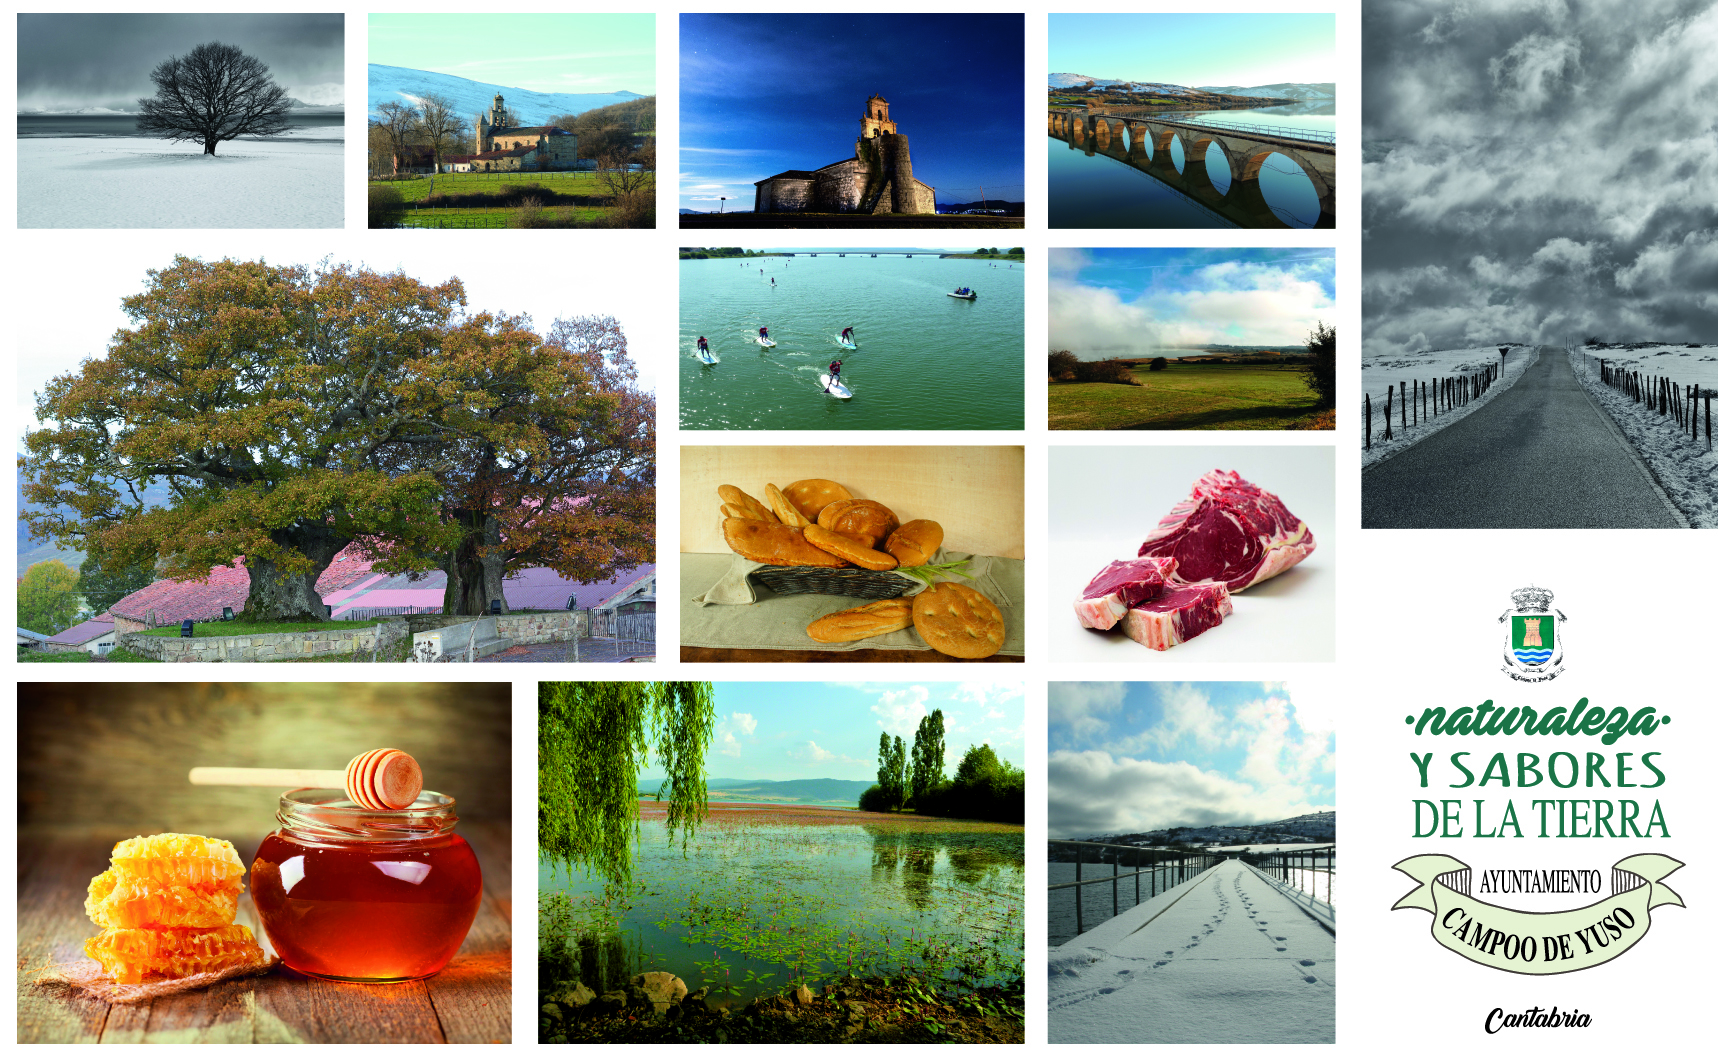 ·naturaleza·
Y SABORES
DE LA TIERRA
AYUNTAMIENTO
CAMPOO DE YUSO
Cantabria